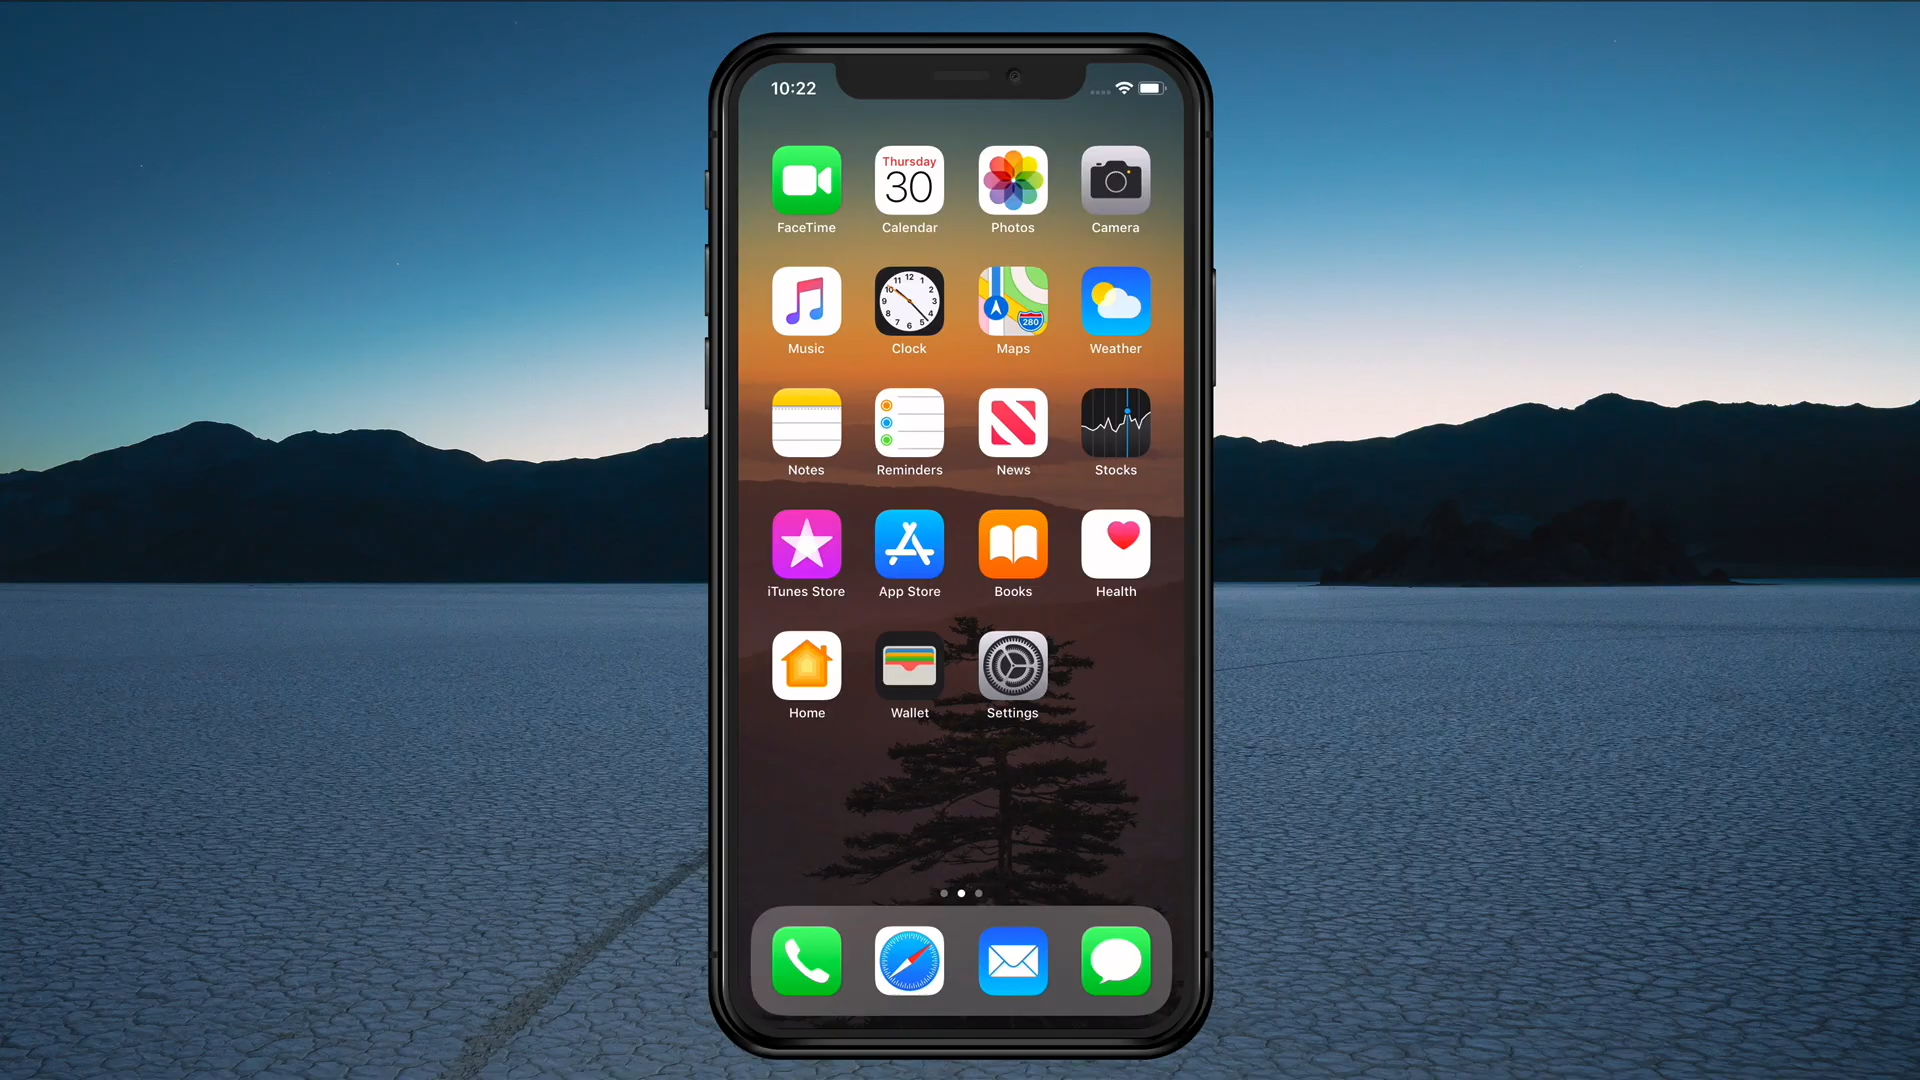 10:22
Thursday
30
FaceTime Calendar Photos Camera
280
Music Clock Maps Weather
Notes Reminders News Stocks
iTunes Store App Store Books Health
Home Wallet Settings